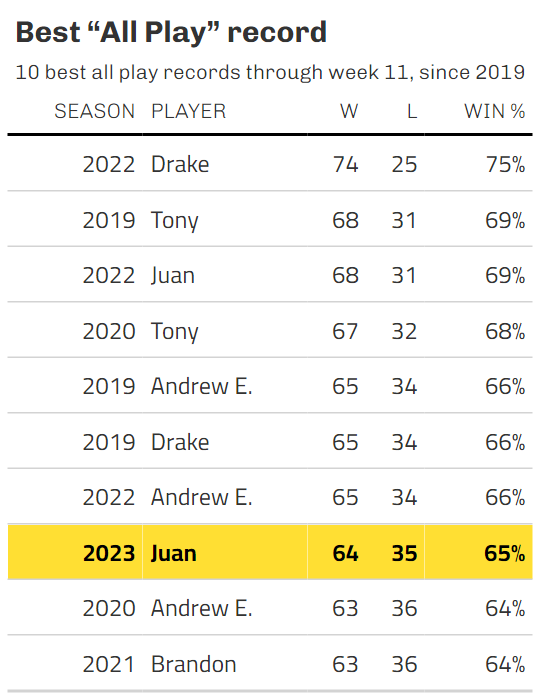 Best “All Play” record
10 best all play records through week 11, since 2019
SEASON PLAYER W L WIN %
2022 Drake 74 25 75%
2019 Tony 68 31 69%
2022 Juan 68 31 69%
2020 Tony 67 32 68%
2019 Andrew E. 65 34 66%
2019 Drake 65 34 66%
2022 Andrew E. 65 34 66%
2023 Juan 64 35 65%
2020 Andrew E. 63 36 64%
2021 Brandon 63 36 64%